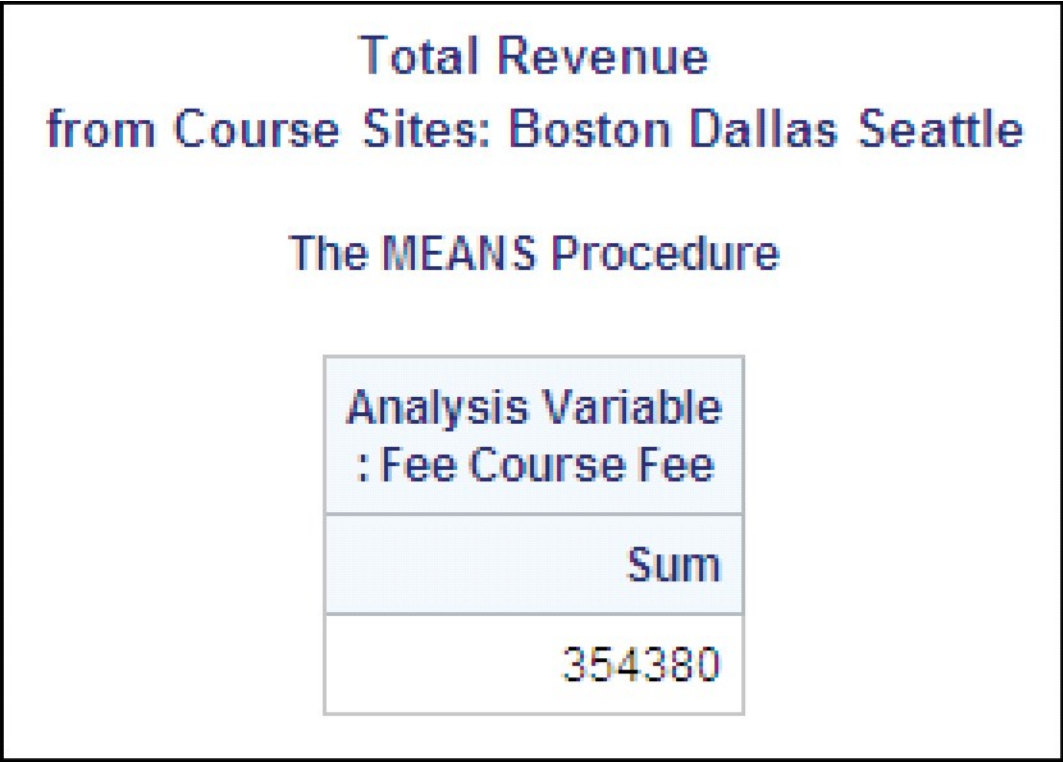 Total Revenue
from Course Sites: Boston Dallas Seattle
The MEANS Procedure
Analysis Variable
: Fee Course Fee
Sum
354380